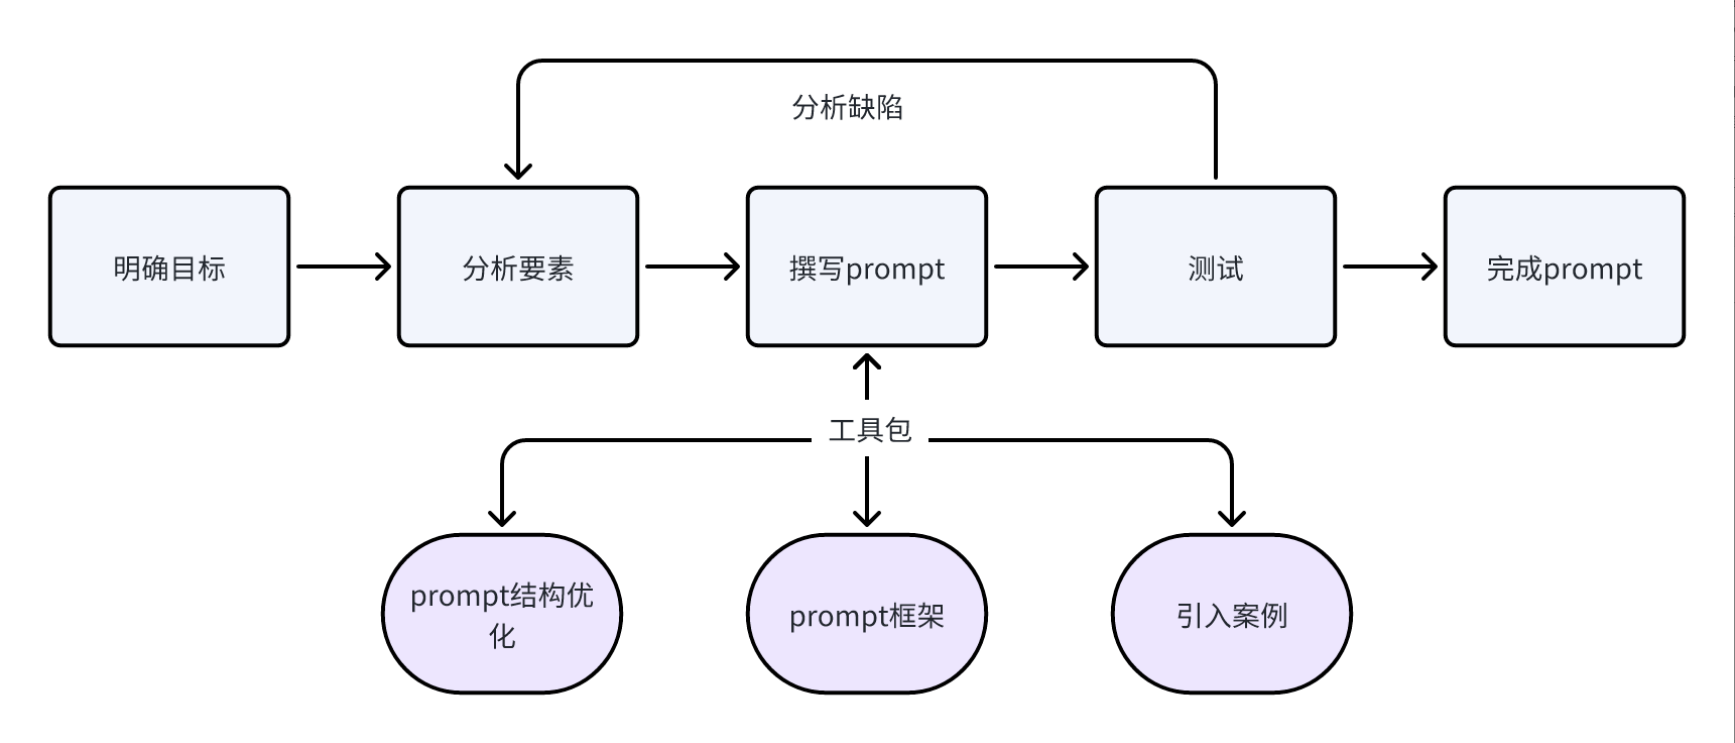 分析缺陷
明确目标
分析要素
撰写prompt
测试
完成prompt
工具包
prompt结构优
化
prompt框架
引入案例